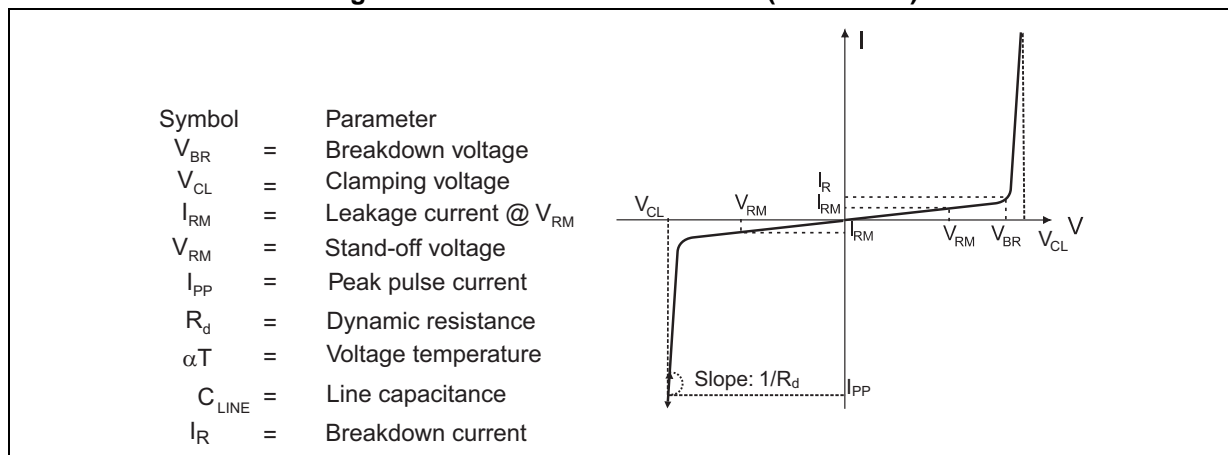 Symbol Parameter
V_BR = Breakdown voltage
V_CL = Clamping voltage
I_RM = Leakage current @ V_RM
V_RM = Stand-off voltage
I_PP = Peak pulse current
R_d = Dynamic resistance
αT = Voltage temperature
C_LINE = Line capacitance
I_R = Breakdown current
I
I_R
V_CL V_RM I_RM
I_RM V_RM V_BR V_CL V
Slope: 1/R_d I_PP